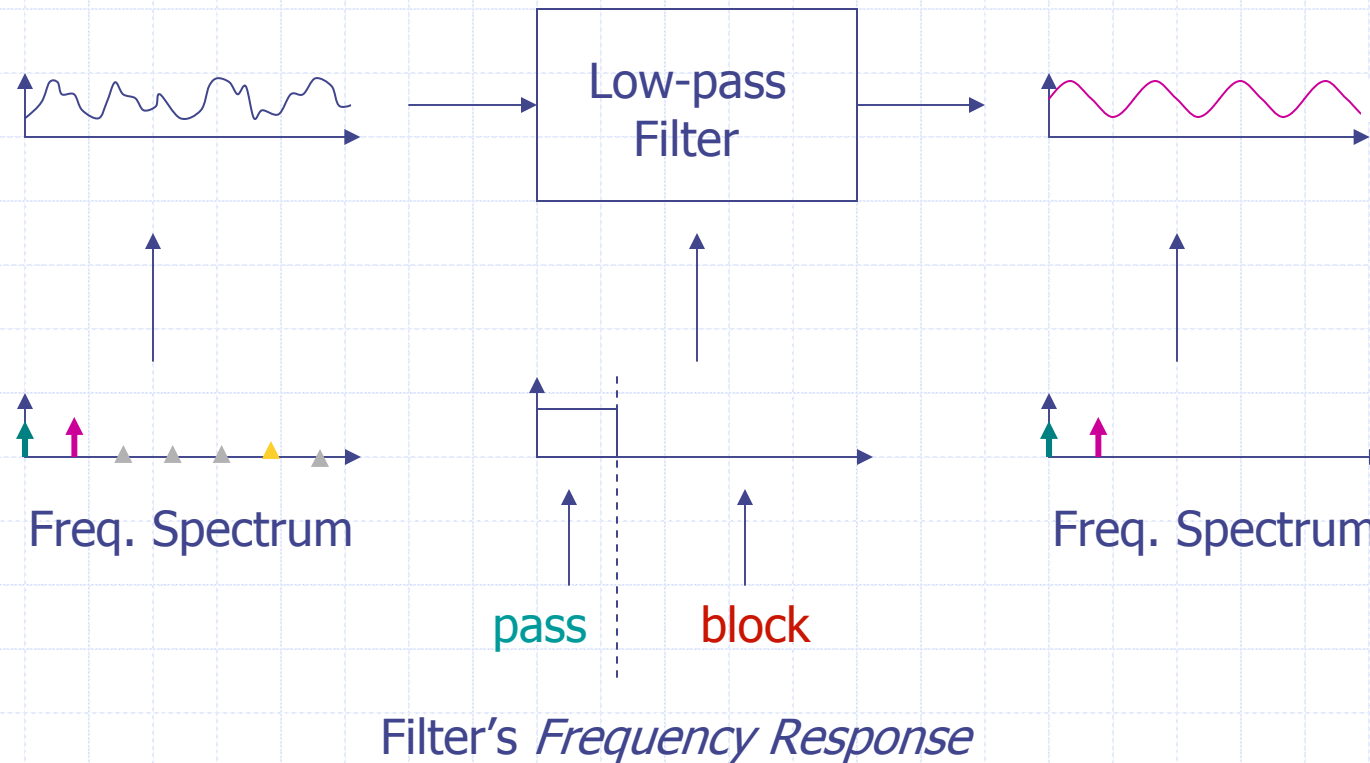 Low-pass
Filter
Freq. Spectrum
Freq. Spectrum
pass
block
Filter’s Frequency Response